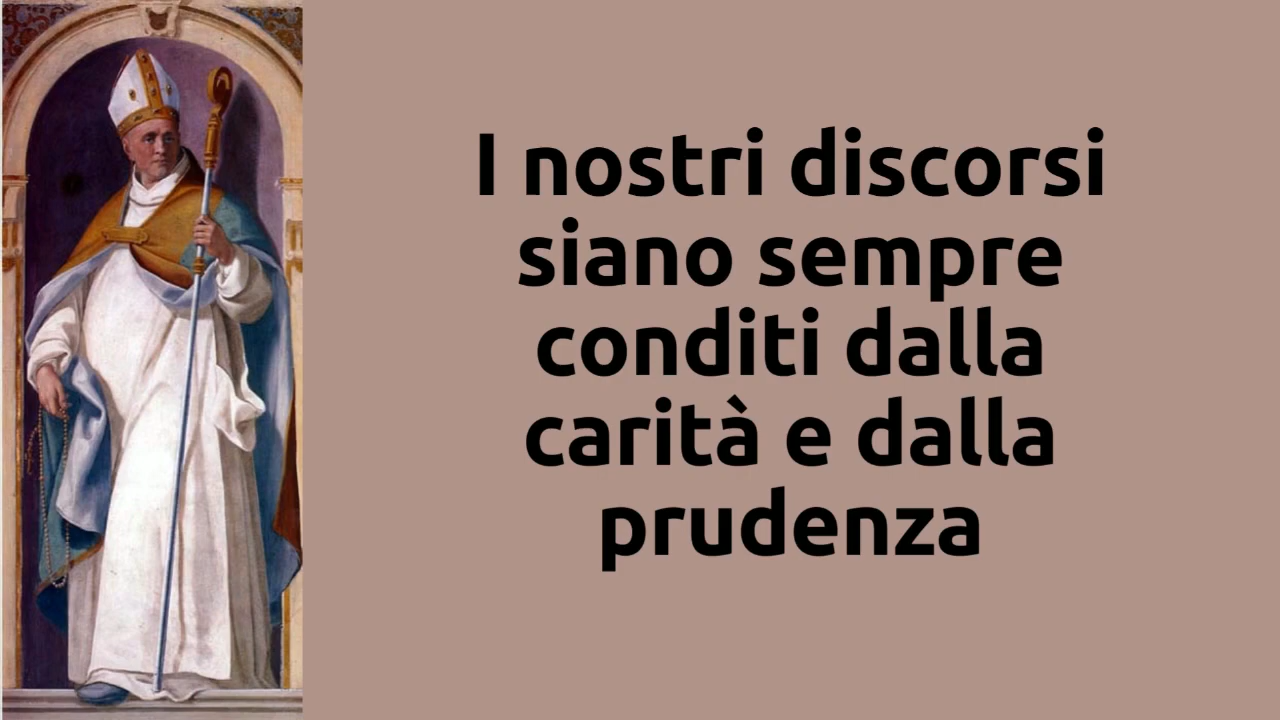 I nostri discorsi
siano sempre
conditi dalla
carità e dalla
prudenza